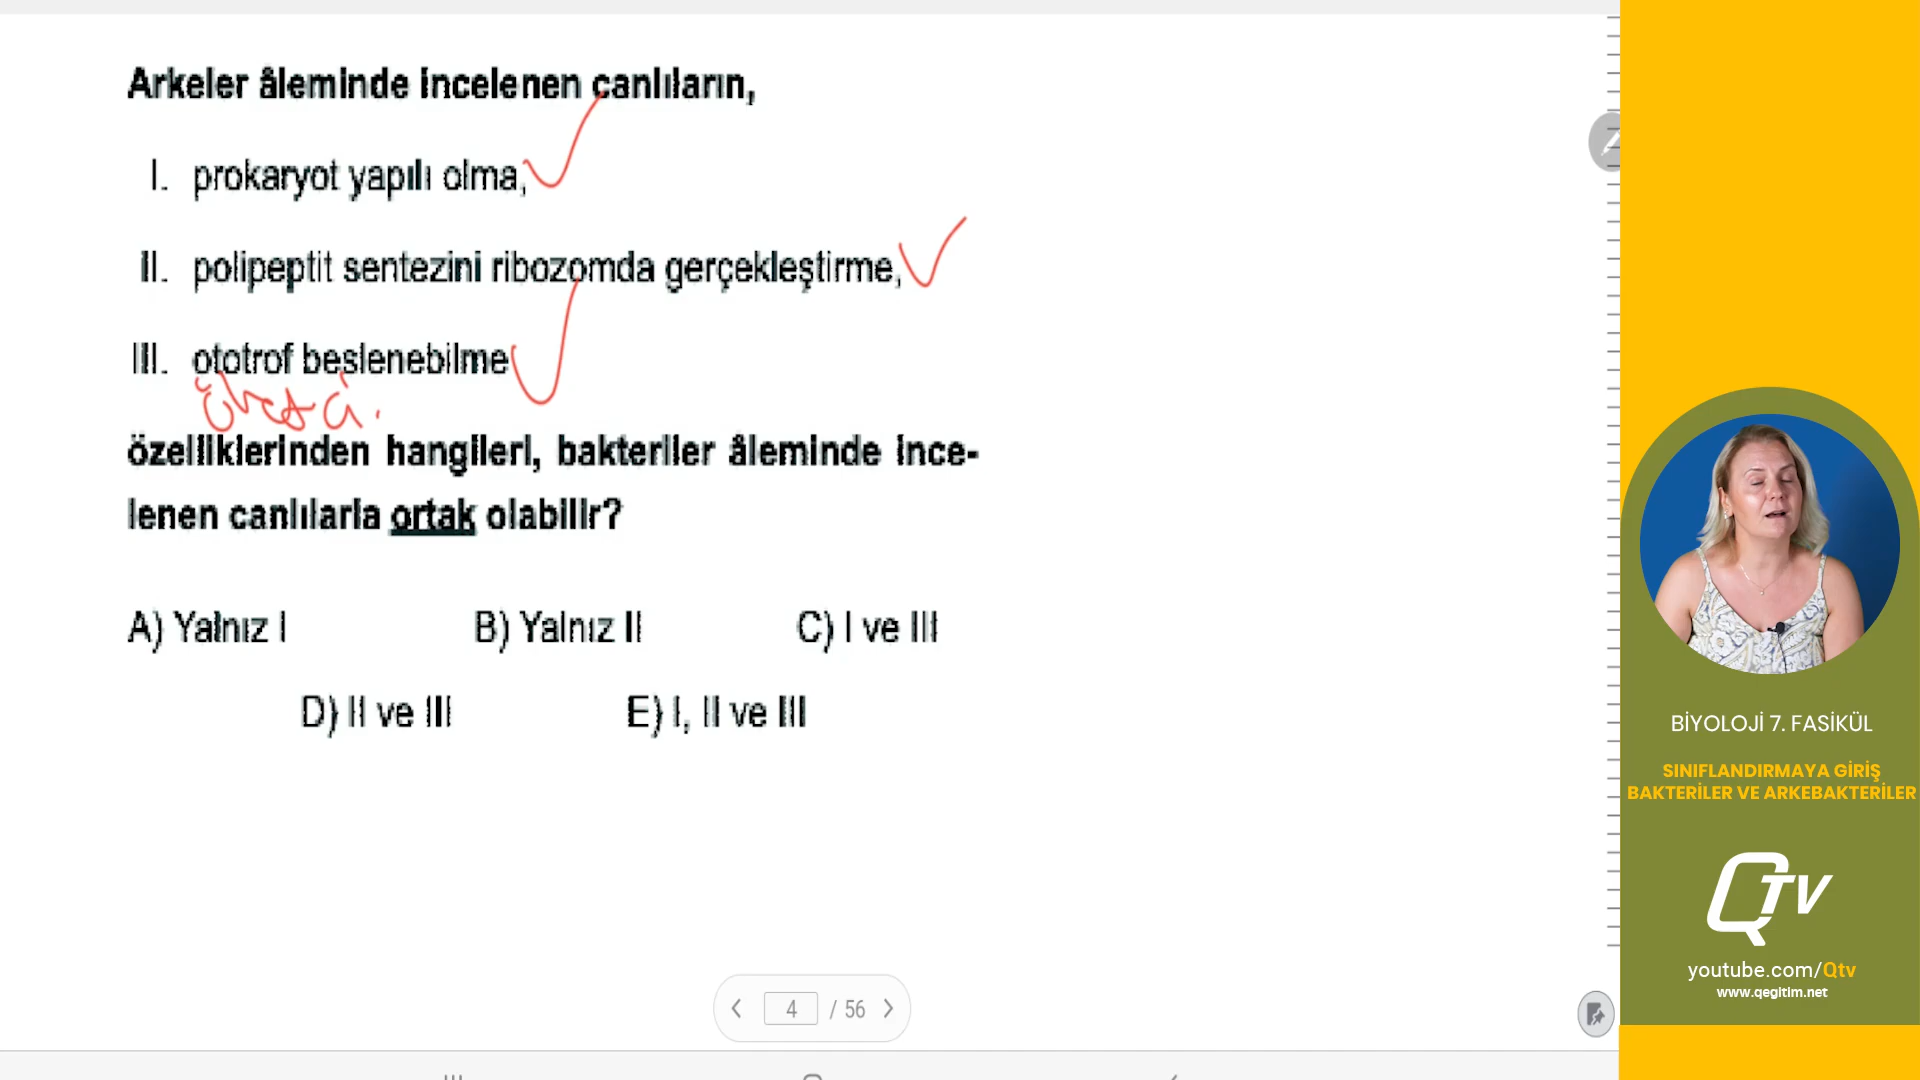 Arkeler âleminde incelenen canlıların,
I. prokaryot yapılı olma,
II. polipeptit sentezini ribozomda gerçekleştirme,
III. ototrof beslenebilme
özelliklerinden hangileri, bakteriler âleminde ince-
lenen canlılarla ortak olabilir?
A) Yalnız I B) Yalnız II C) I ve III
D) II ve III E) I, II ve III
4 / 56
BİYOLOJİ 7. FASİKÜL
SINIFLANDIRMAYA GİRİŞ
BAKTERİLER VE ARKEBAKTERİLER
QTV
youtube.com/Qtv
www.qegitim.net